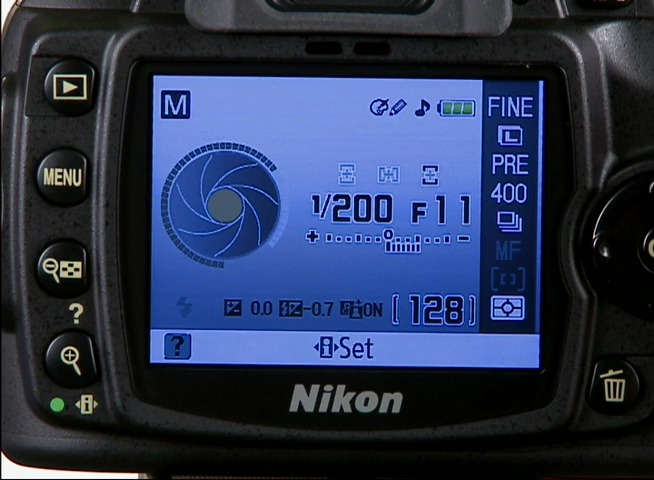 M
FINE
L
PRE
400
MF
MENU
1/200 F11
+ -
0.0 -0.7 ON [128]
? Set
?
Nikon